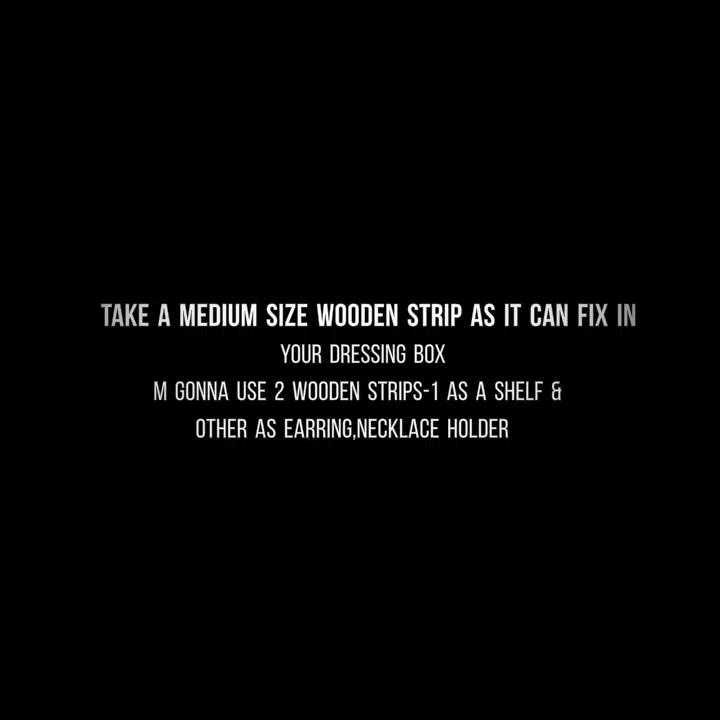 TAKE A MEDIUM SIZE WOODEN STRIP AS IT CAN FIX IN
YOUR DRESSING BOX
M GONNA USE 2 WOODEN STRIPS-1 AS A SHELF &
OTHER AS EARRING,NECKLACE HOLDER